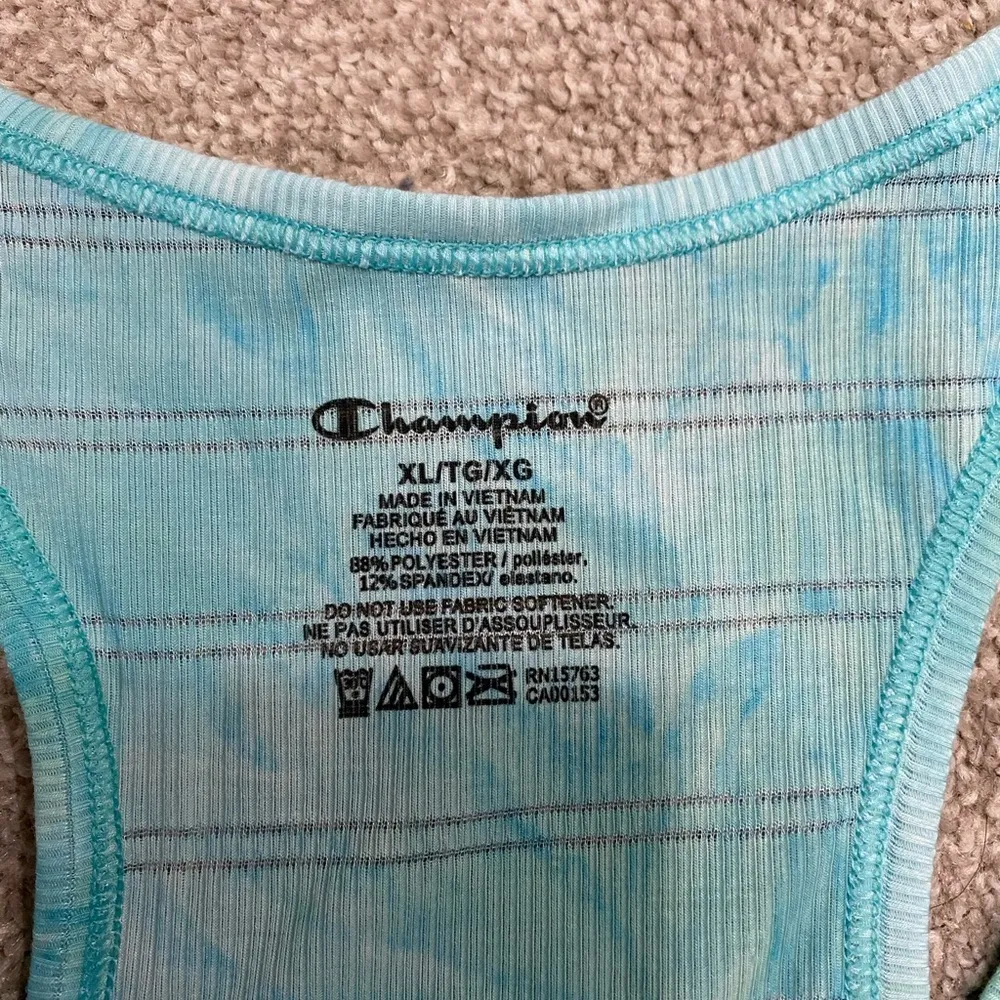 Champion®
XL/TG/XG
MADE IN VIETNAM
FABRIQUÉ AU VIÊTNAM
HECHO EN VIETNAM
88% POLYESTER / poliéster.
12% SPANDEX/ elastano.
DO NOT USE FABRIC SOFTENER.
NE PAS UTILISER D'ASSOUPLISSEUR.
NO USAR SUAVIZANTE DE TELAS.
RN15763
CA00153